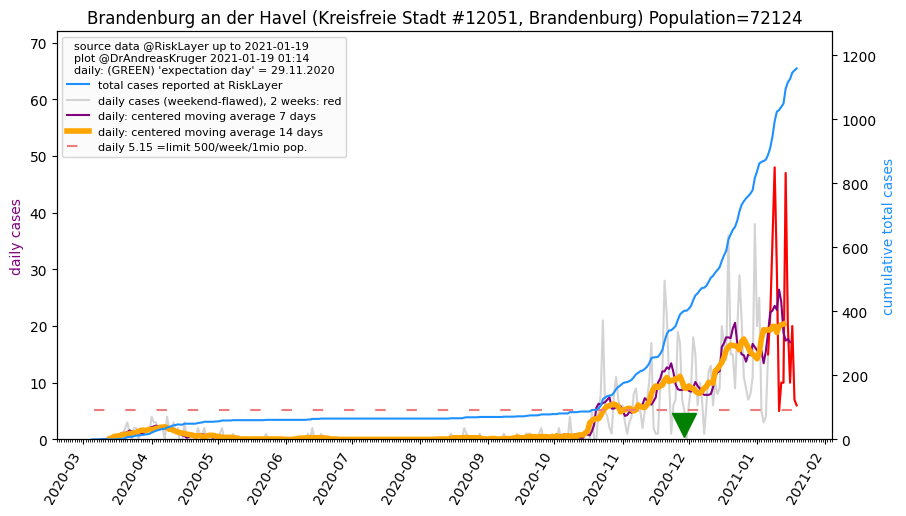 Brandenburg an der Havel (Kreisfreie Stadt #12051, Brandenburg) Population=72124
source data @RiskLayer up to 2021-01-19
plot @DrAndreasKruger 2021-01-19 01:14
daily: (GREEN) 'expectation day' = 29.11.2020
total cases reported at RiskLayer
daily cases (weekend-flawed), 2 weeks: red
daily: centered moving average 7 days
daily: centered moving average 14 days
daily 5.15 =limit 500/week/1mio pop.
daily cases
70
60
50
40
30
20
10
0
cumulative total cases
1200
1000
800
600
400
200
0
2020-03
2020-04
2020-05
2020-06
2020-07
2020-08
2020-09
2020-10
2020-11
2020-12
2021-01
2021-02